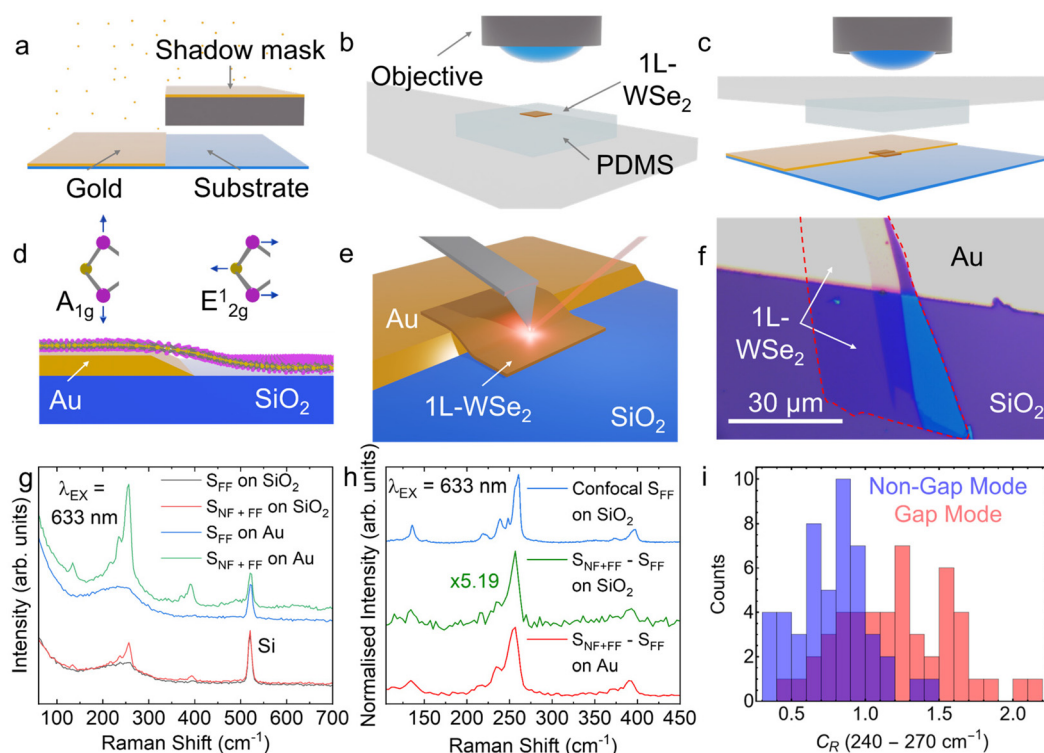 a
Shadow mask
Gold
Substrate
b
Objective
1L-
WSe₂
PDMS
c
d
A₁g
E¹₂g
Au
SiO₂
e
Au
1L-WSe₂
SiO₂
f
Au
1L-
WSe₂
30 µm
SiO₂
g
λEX =
633 nm
SFF on SiO₂
SNF + FF on SiO₂
SFF on Au
SNF + FF on Au
Si
Intensity (arb. units)
100 200 300 400 500 600 700
Raman Shift (cm⁻¹)
h
λEX = 633 nm
Confocal SFF
on SiO₂
x5.19
SNF+FF - SFF
on SiO₂
SNF+FF - SFF
on Au
Normalised Intensity (arb. units)
150 200 250 300 350 400 450
Raman Shift (cm⁻¹)
i
Non-Gap Mode
Gap Mode
Counts
10
8
6
4
2
0
0.5 1.0 1.5 2.0
CR (240 – 270 cm⁻¹)